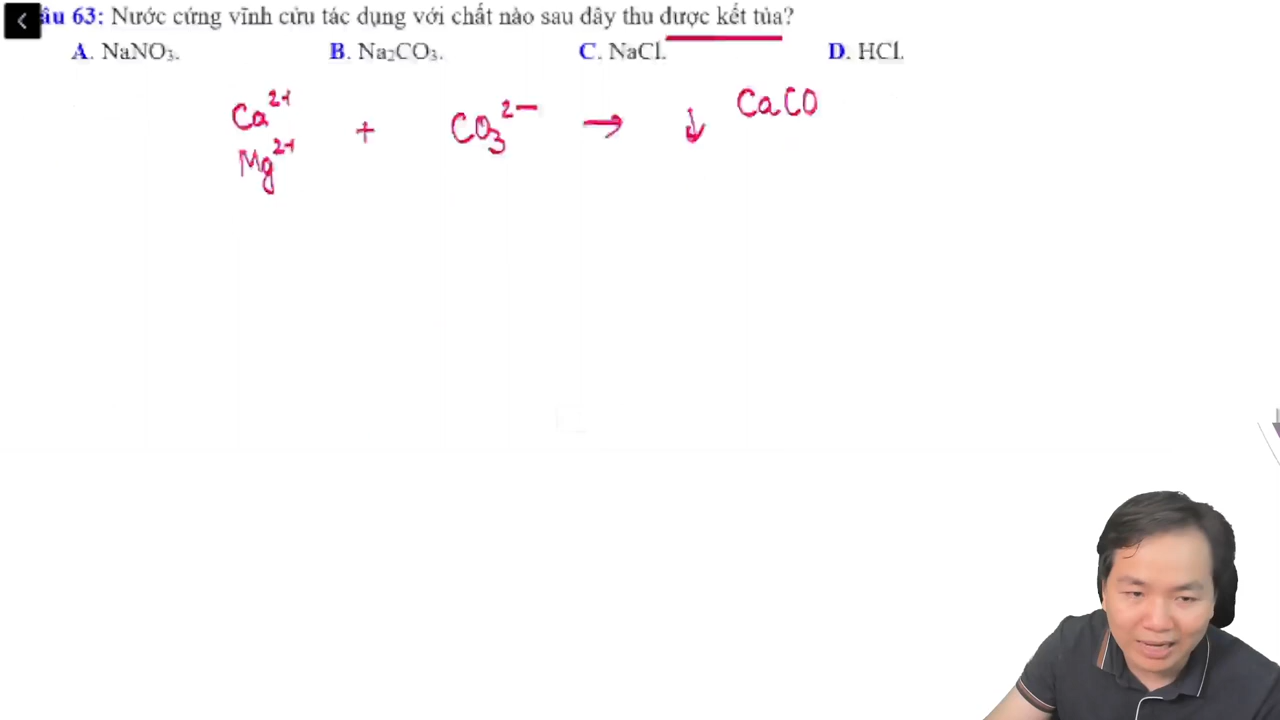 âu 63: Nước cứng vĩnh cửu tác dụng với chất nào sau đây thu được kết tủa?
A. NaNO₃. B. Na₂CO₃. C. NaCl. D. HCl.
Ca²⁺ + CO₃²⁻ → ↓ CaCO
Mg²⁺